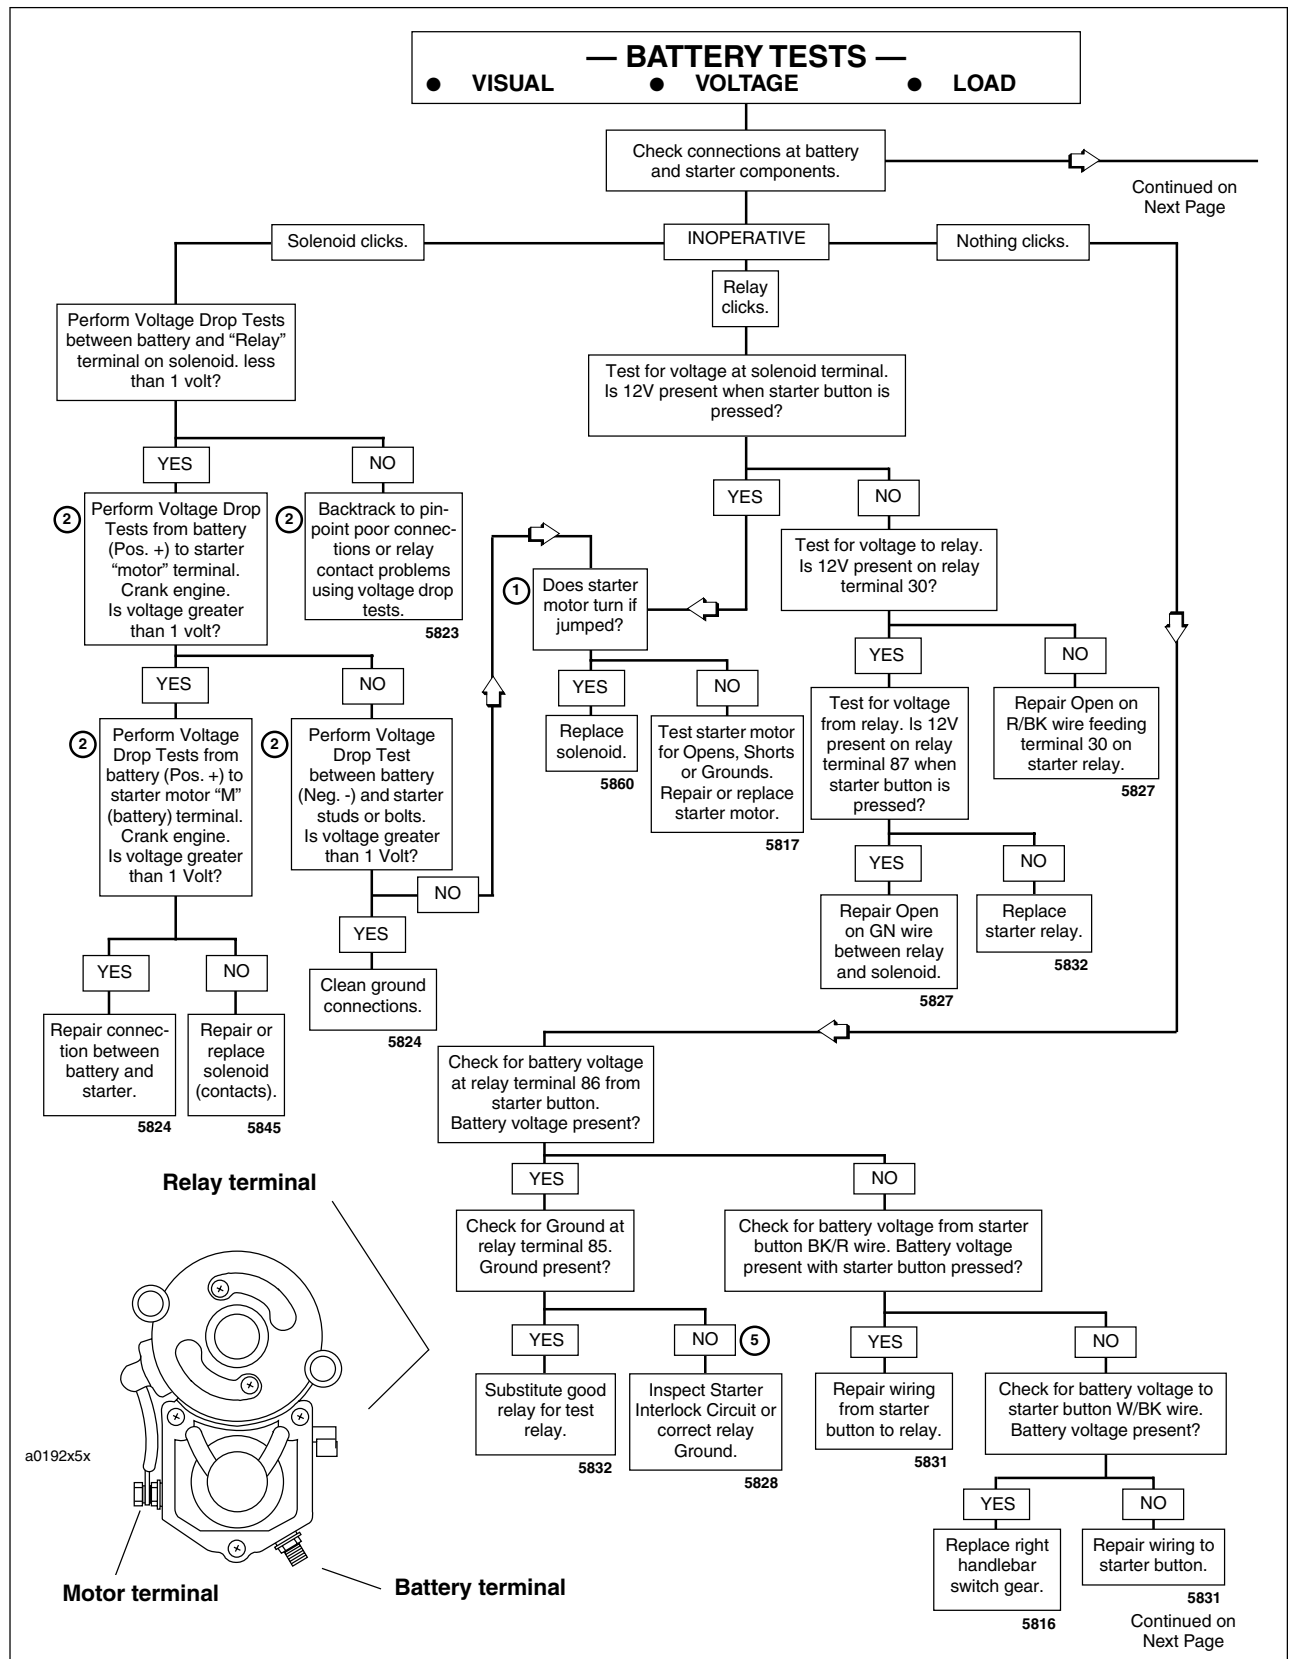 — BATTERY TESTS —
● VISUAL ● VOLTAGE ● LOAD
Check connections at battery
and starter components.
Continued on
Next Page
Solenoid clicks.
INOPERATIVE
Nothing clicks.
Relay
clicks.
Perform Voltage Drop Tests
between battery and “Relay”
terminal on solenoid. less
than 1 volt?
Test for voltage at solenoid terminal.
Is 12V present when starter button is
pressed?
YES
NO
YES
NO
2
Perform Voltage Drop
Tests from battery
(Pos. +) to starter
“motor” terminal.
Crank engine.
Is voltage greater
than 1 volt?
2
Backtrack to pin-
point poor connec-
tions or relay
contact problems
using voltage drop
tests.
5823
1
Does starter
motor turn if
jumped?
Test for voltage to relay.
Is 12V present on relay
terminal 30?
YES
NO
YES
NO
YES
NO
2
Perform Voltage
Drop Tests from
battery (Pos. +) to
starter motor “M”
(battery) terminal.
Crank engine.
Is voltage greater
than 1 Volt?
2
Perform Voltage
Drop Test
between battery
(Neg. -) and starter
studs or bolts.
Is voltage greater
than 1 Volt?
Replace
solenoid.
5860
Test starter motor
for Opens, Shorts
or Grounds.
Repair or replace
starter motor.
5817
Test for voltage
from relay. Is 12V
present on relay
terminal 87 when
starter button is
pressed?
Repair Open on
R/BK wire feeding
terminal 30 on
starter relay.
5827
NO
YES
YES
NO
YES
NO
Repair Open
on GN wire
between relay
and solenoid.
5827
Replace
starter relay.
5832
Clean ground
connections.
5824
Repair connec-
tion between
battery and
starter.
5824
Repair or
replace
solenoid
(contacts).
5845
Check for battery voltage
at relay terminal 86 from
starter button.
Battery voltage present?
YES
NO
Relay terminal
Check for Ground at
relay terminal 85.
Ground present?
Check for battery voltage from starter
button BK/R wire. Battery voltage
present with starter button pressed?
YES
NO
5
YES
NO
Substitute good
relay for test
relay.
5832
Inspect Starter
Interlock Circuit or
correct relay
Ground.
5828
Repair wiring
from starter
button to relay.
5831
Check for battery voltage to
starter button W/BK wire.
Battery voltage present?
a0192x5x
YES
NO
Replace right
handlebar
switch gear.
5816
Repair wiring to
starter button.
5831
Motor terminal
Battery terminal
Continued on
Next Page